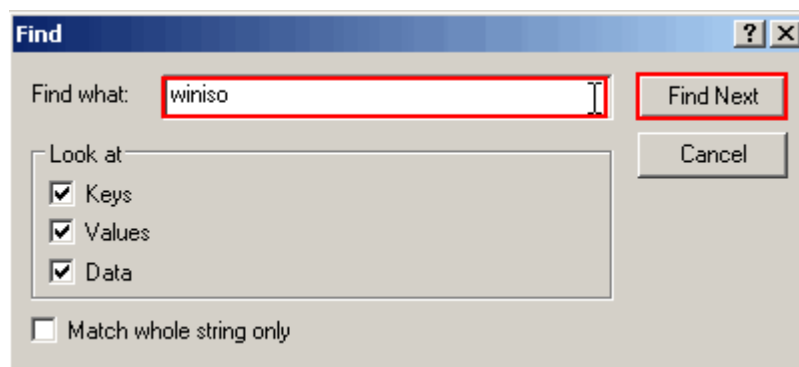 Find
Find what: winiso Find Next
Look at Cancel
Keys
Values
Data
Match whole string only